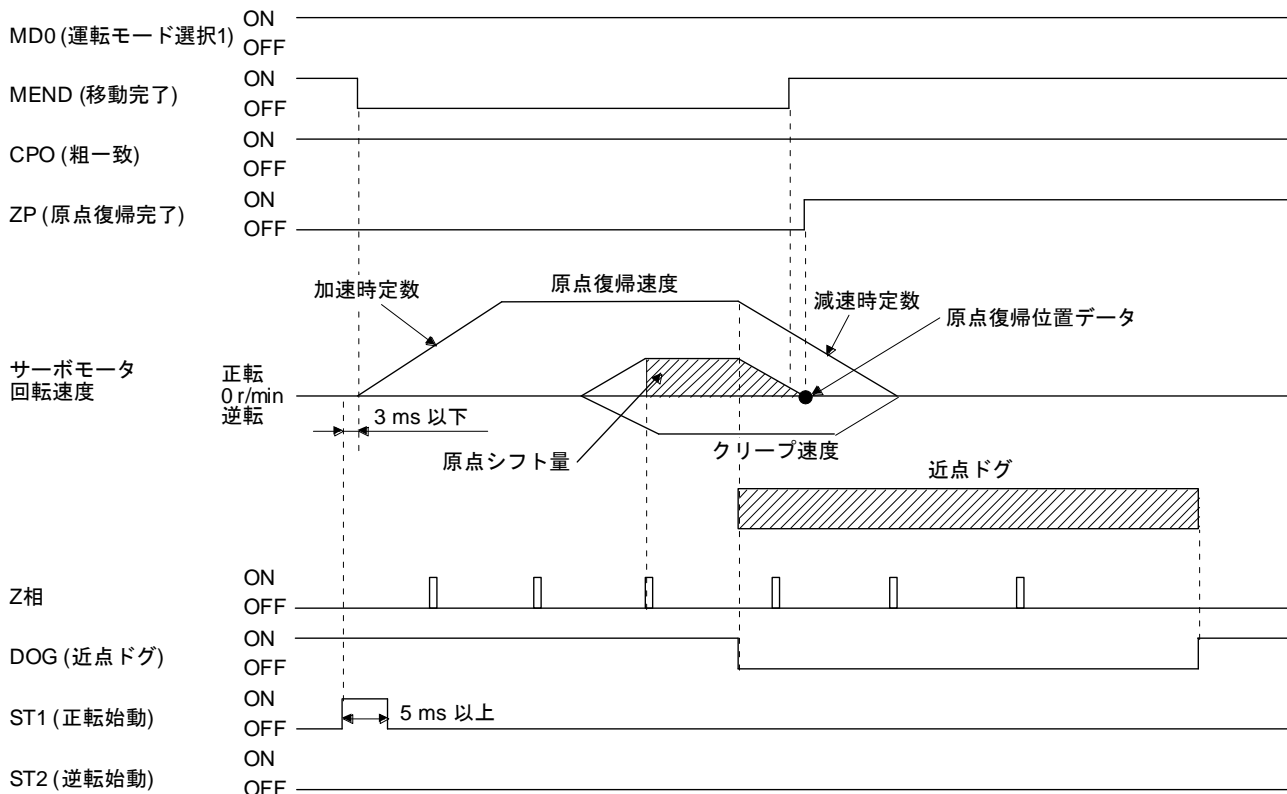 ON
MD0 (運転モード選択1)
OFF
ON
MEND (移動完了)
OFF
ON
CPO (粗一致)
OFF
ON
ZP (原点復帰完了)
OFF
加速時定数
原点復帰速度
減速時定数
原点復帰位置データ
サーボモータ
回転速度
正転
0 r/min
逆転
3 ms 以下
原点シフト量
クリープ速度
近点ドグ
ON
Z相
OFF
ON
DOG (近点ドグ)
OFF
ON
ST1 (正転始動)
OFF
5 ms 以上
ON
ST2 (逆転始動)
OFF